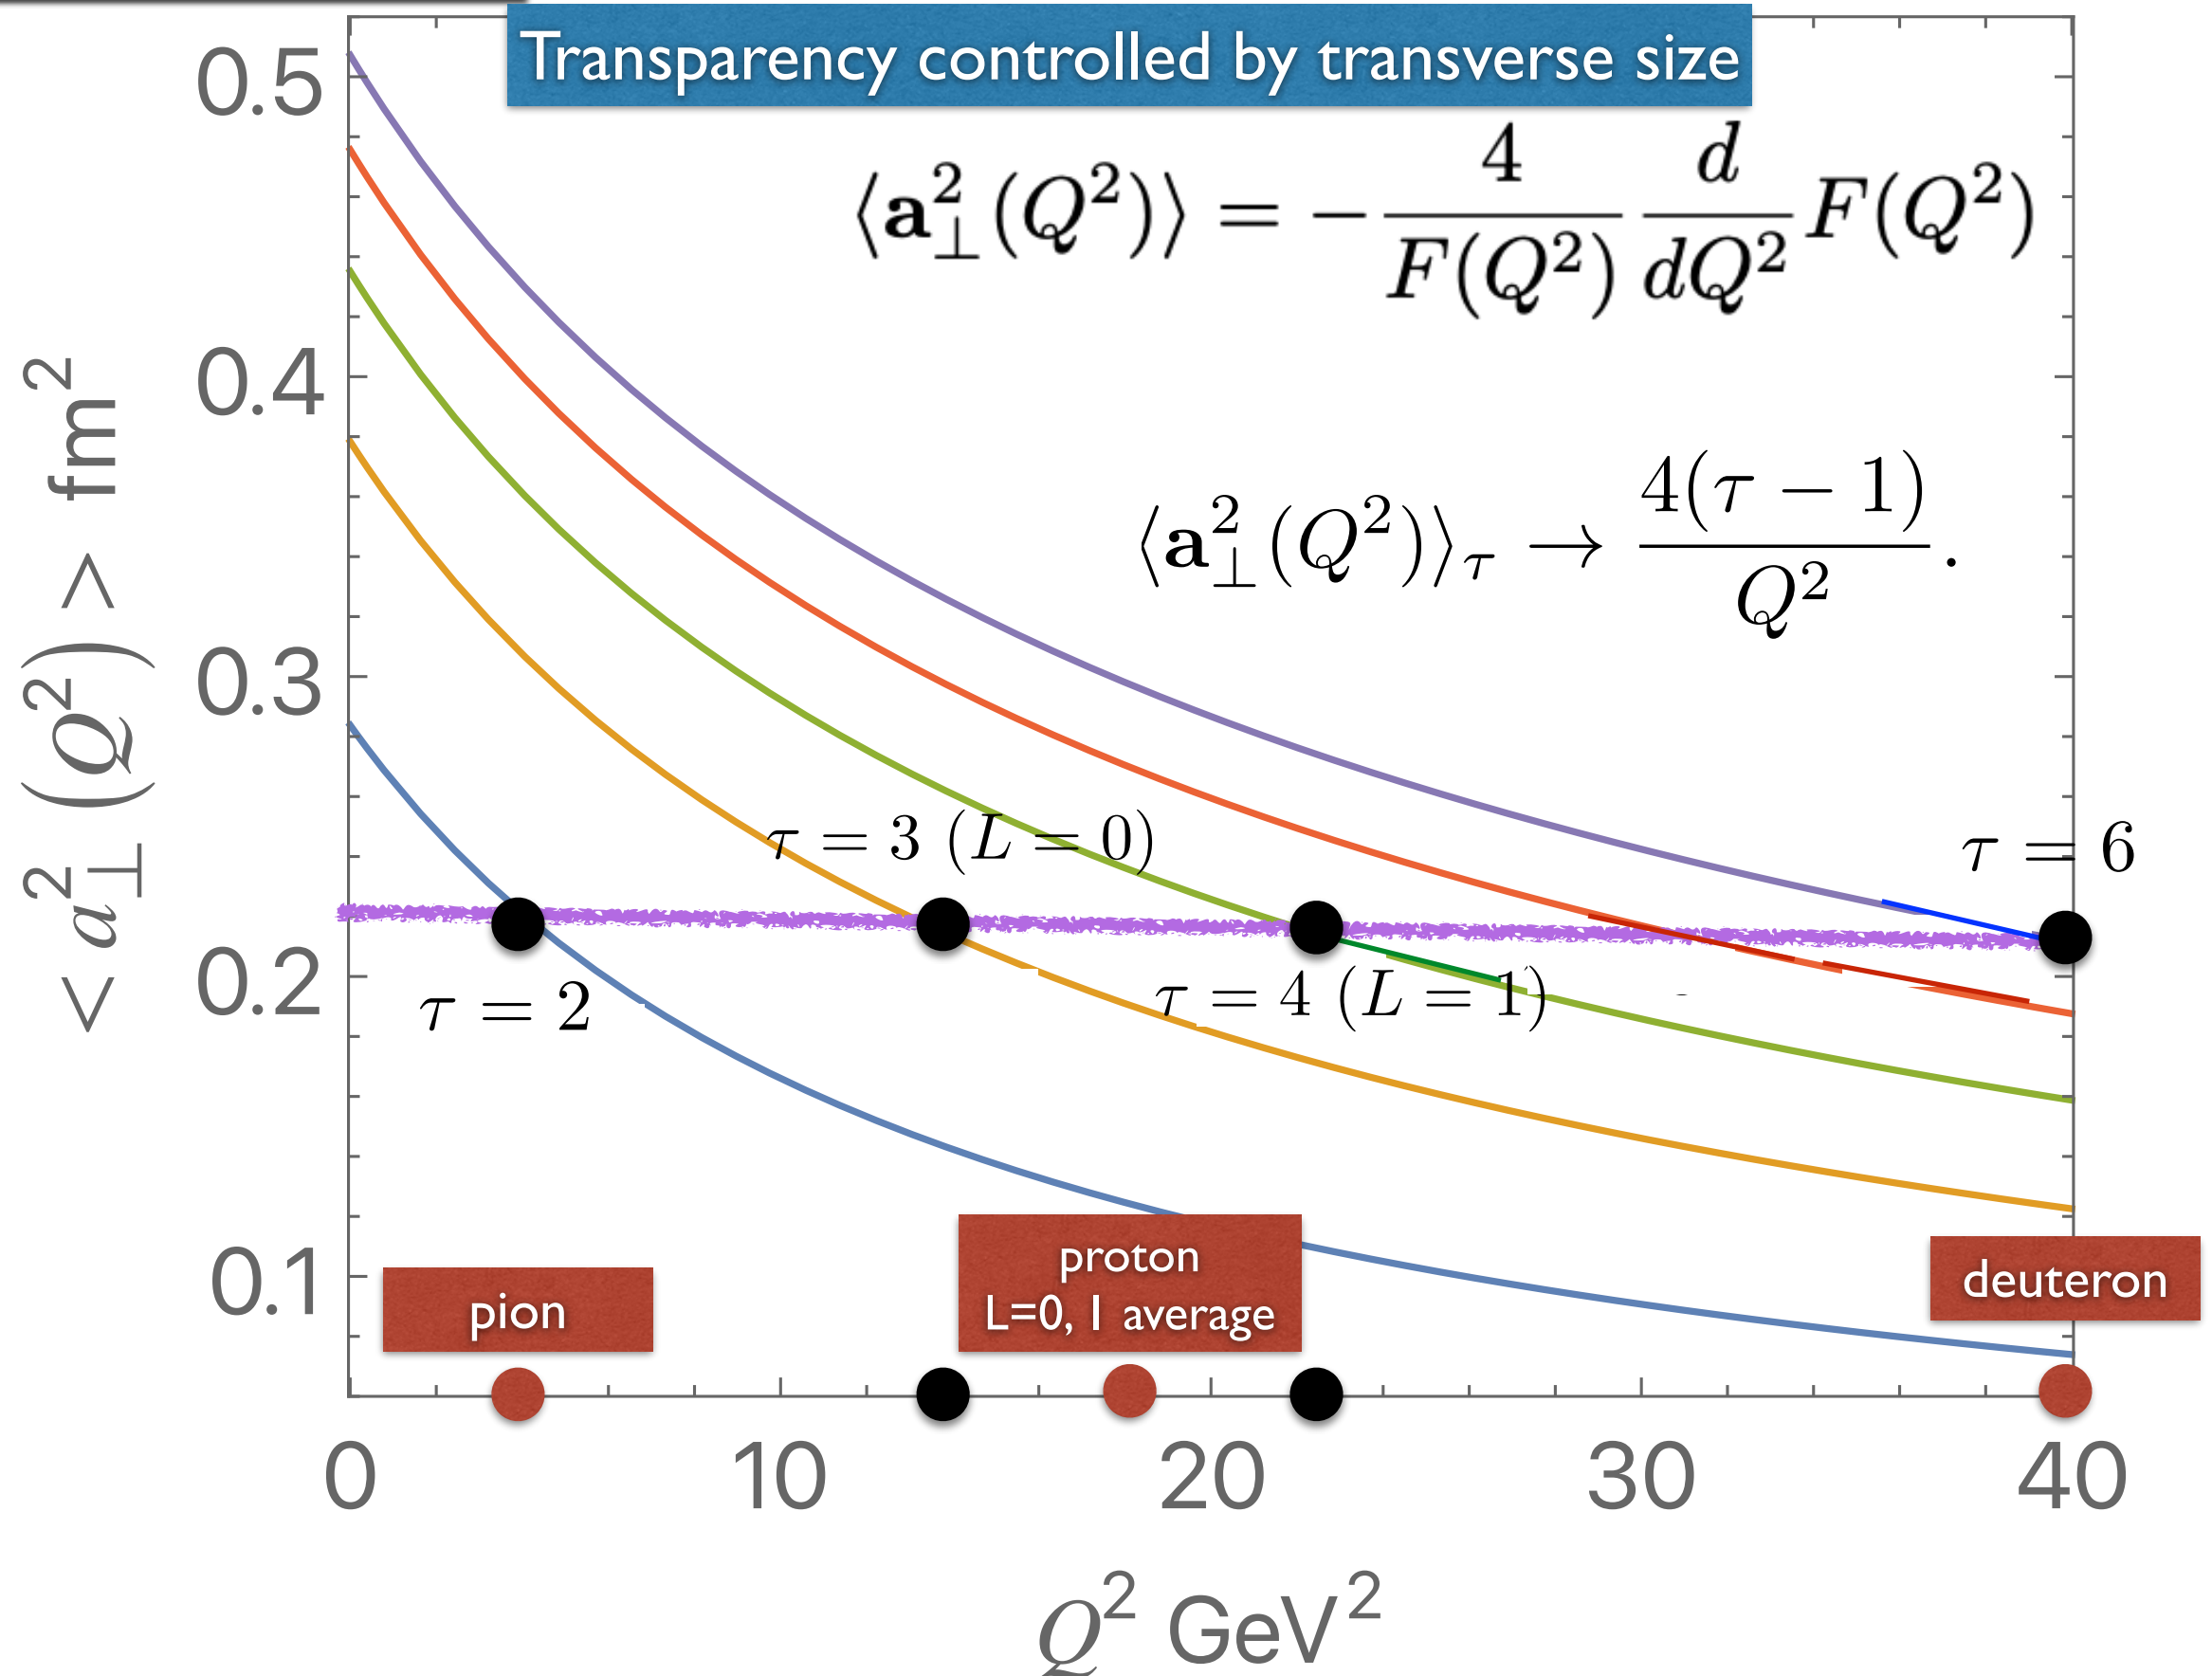 Transparency controlled by transverse size
⟨a²⊥(Q²)⟩ = − 4/F(Q²) d/dQ² F(Q²)
⟨a²⊥(Q²)⟩τ → 4(τ − 1)/Q².
< a²⊥ (Q²) > fm²
0.5
0.4
0.3
0.2
0.1
τ = 3 (L = 0)
τ = 6
τ = 2
τ = 4 (L = 1)
pion
proton
L=0, 1 average
deuteron
0 10 20 30 40
Q² GeV²